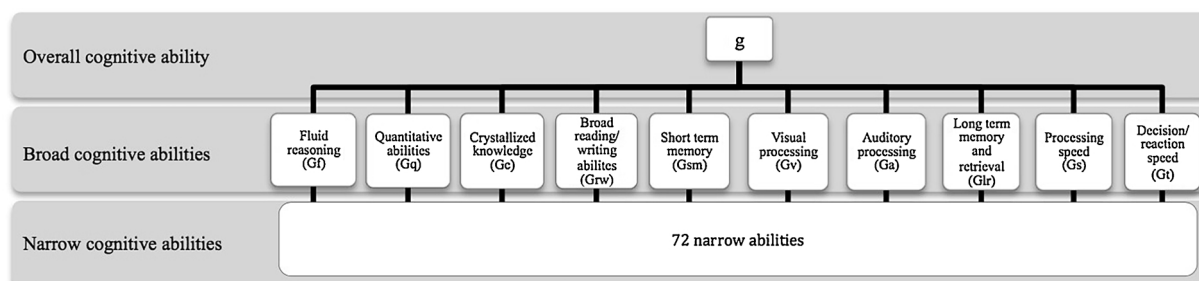 Overall cognitive ability
g
Broad cognitive abilities
Fluid
reasoning
(Gf)
Quantitative
abilities
(Gq)
Crystallized
knowledge
(Gc)
Broad
reading/
writing
abilites
(Grw)
Short term
memory
(Gsm)
Visual
processing
(Gv)
Auditory
processing
(Ga)
Long term
memory
and
retrieval
(Glr)
Processing
speed
(Gs)
Decision/
reaction
speed
(Gt)
Narrow cognitive abilities
72 narrow abilities